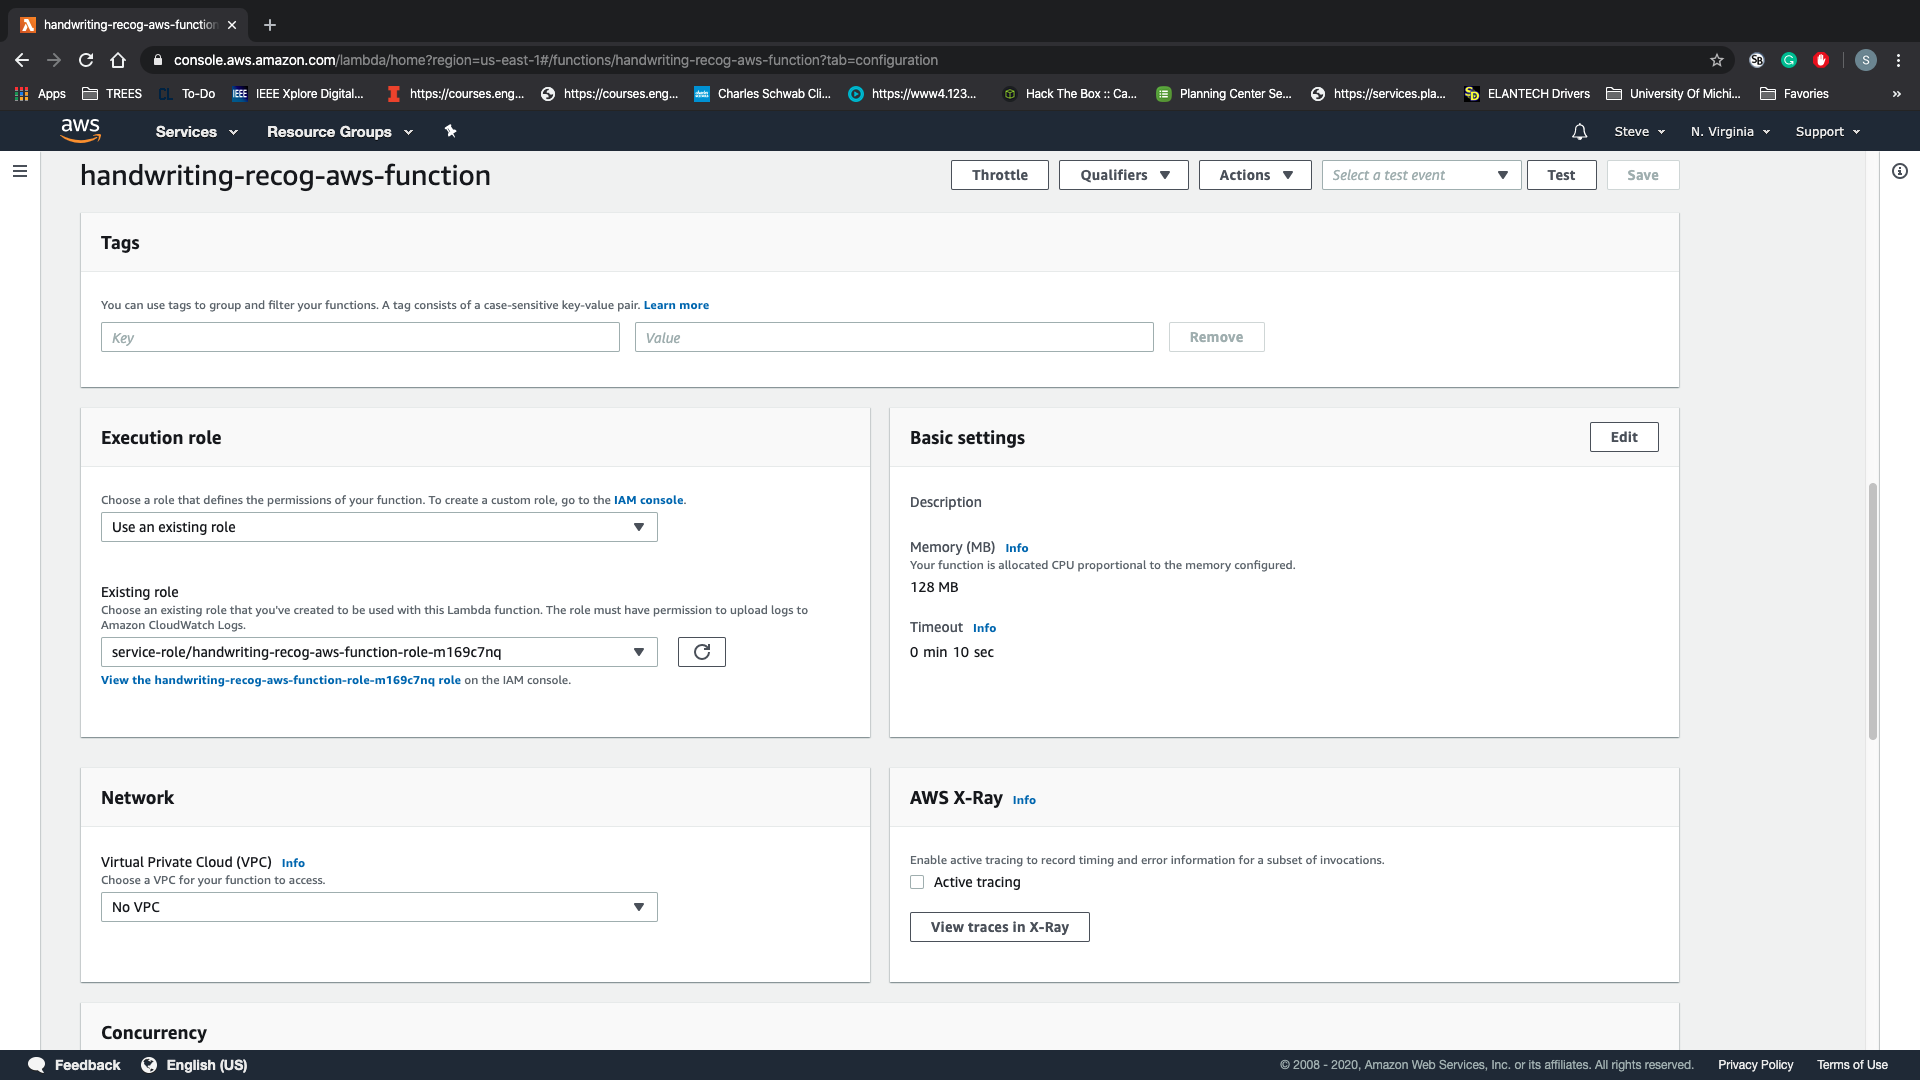 handwriting-recog-aws-function
console.aws.amazon.com/lambda/home?region=us-east-1#/functions/handwriting-recog-aws-function?tab=configuration
SB G S
Apps TREES CL To-Do IEEE IEEE Xplore Digital... https://courses.eng... https://courses.eng... Charles Schwab Cli... https://www4.123... Hack The Box :: Ca... Planning Center Se... https://services.pla... SD ELANTECH Drivers University Of Michi... Favories »
aws Services Resource Groups Steve N. Virginia Support
handwriting-recog-aws-function Throttle Qualifiers Actions Select a test event Test Save
Tags
You can use tags to group and filter your functions. A tag consists of a case-sensitive key-value pair. Learn more
Key Value Remove
Execution role
Choose a role that defines the permissions of your function. To create a custom role, go to the IAM console.
Use an existing role
Existing role
Choose an existing role that you've created to be used with this Lambda function. The role must have permission to upload logs to
Amazon CloudWatch Logs.
service-role/handwriting-recog-aws-function-role-m169c7nq
View the handwriting-recog-aws-function-role-m169c7nq role on the IAM console.
Basic settings Edit
Description
Memory (MB) Info
Your function is allocated CPU proportional to the memory configured.
128 MB
Timeout Info
0 min 10 sec
Network
Virtual Private Cloud (VPC) Info
Choose a VPC for your function to access.
No VPC
AWS X-Ray Info
Enable active tracing to record timing and error information for a subset of invocations.
Active tracing
View traces in X-Ray
Concurrency
Feedback English (US) © 2008 - 2020, Amazon Web Services, Inc. or its affiliates. All rights reserved. Privacy Policy Terms of Use